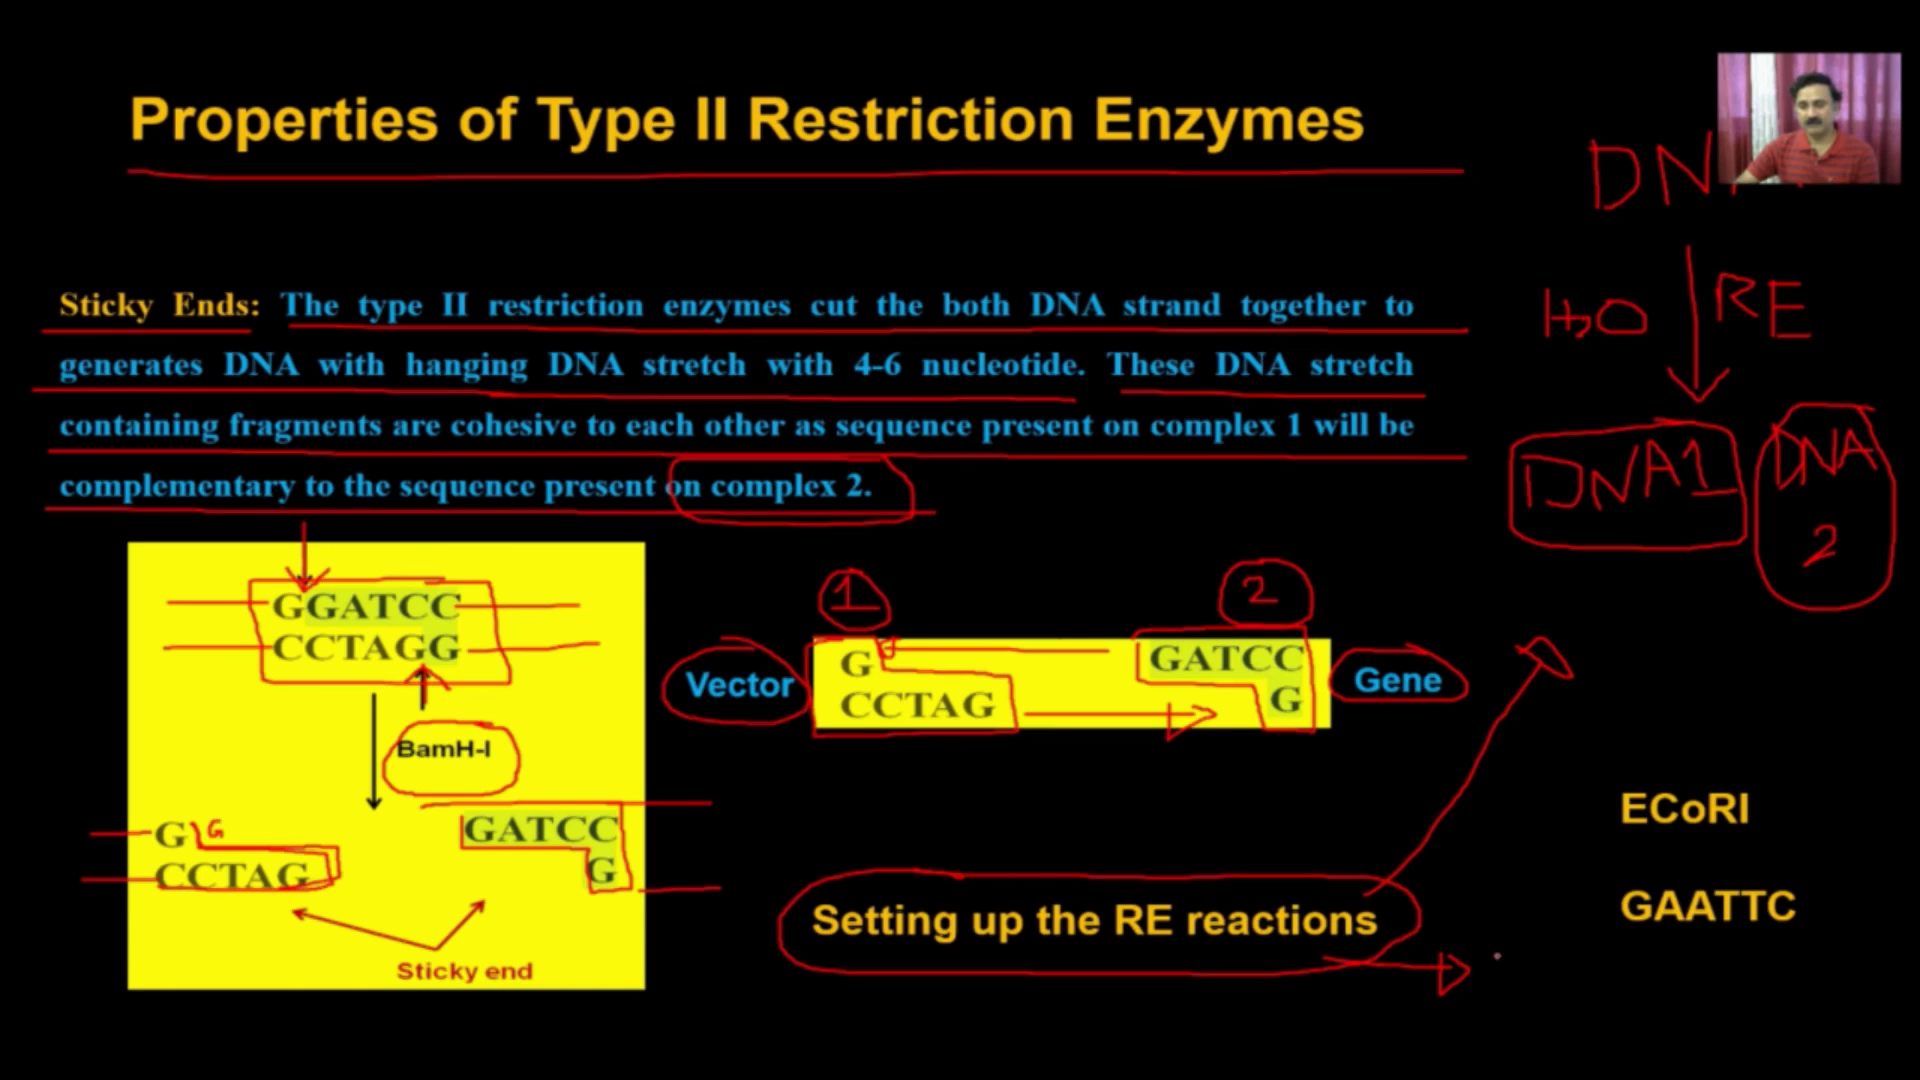 Properties of Type II Restriction Enzymes
Sticky Ends: The type II restriction enzymes cut the both DNA strand together to
generates DNA with hanging DNA stretch with 4-6 nucleotide. These DNA stretch
containing fragments are cohesive to each other as sequence present on complex 1 will be
complementary to the sequence present on complex 2.
GGATCC
CCTAGG
BamH-I
G G
CCTAG
GATCC
G
Sticky end
1
2
Vector
G
CCTAG
GATCC
G
Gene
Setting up the RE reactions
DN
H2O
RE
DNA1
DNA
2
ECoRI
GAATTC